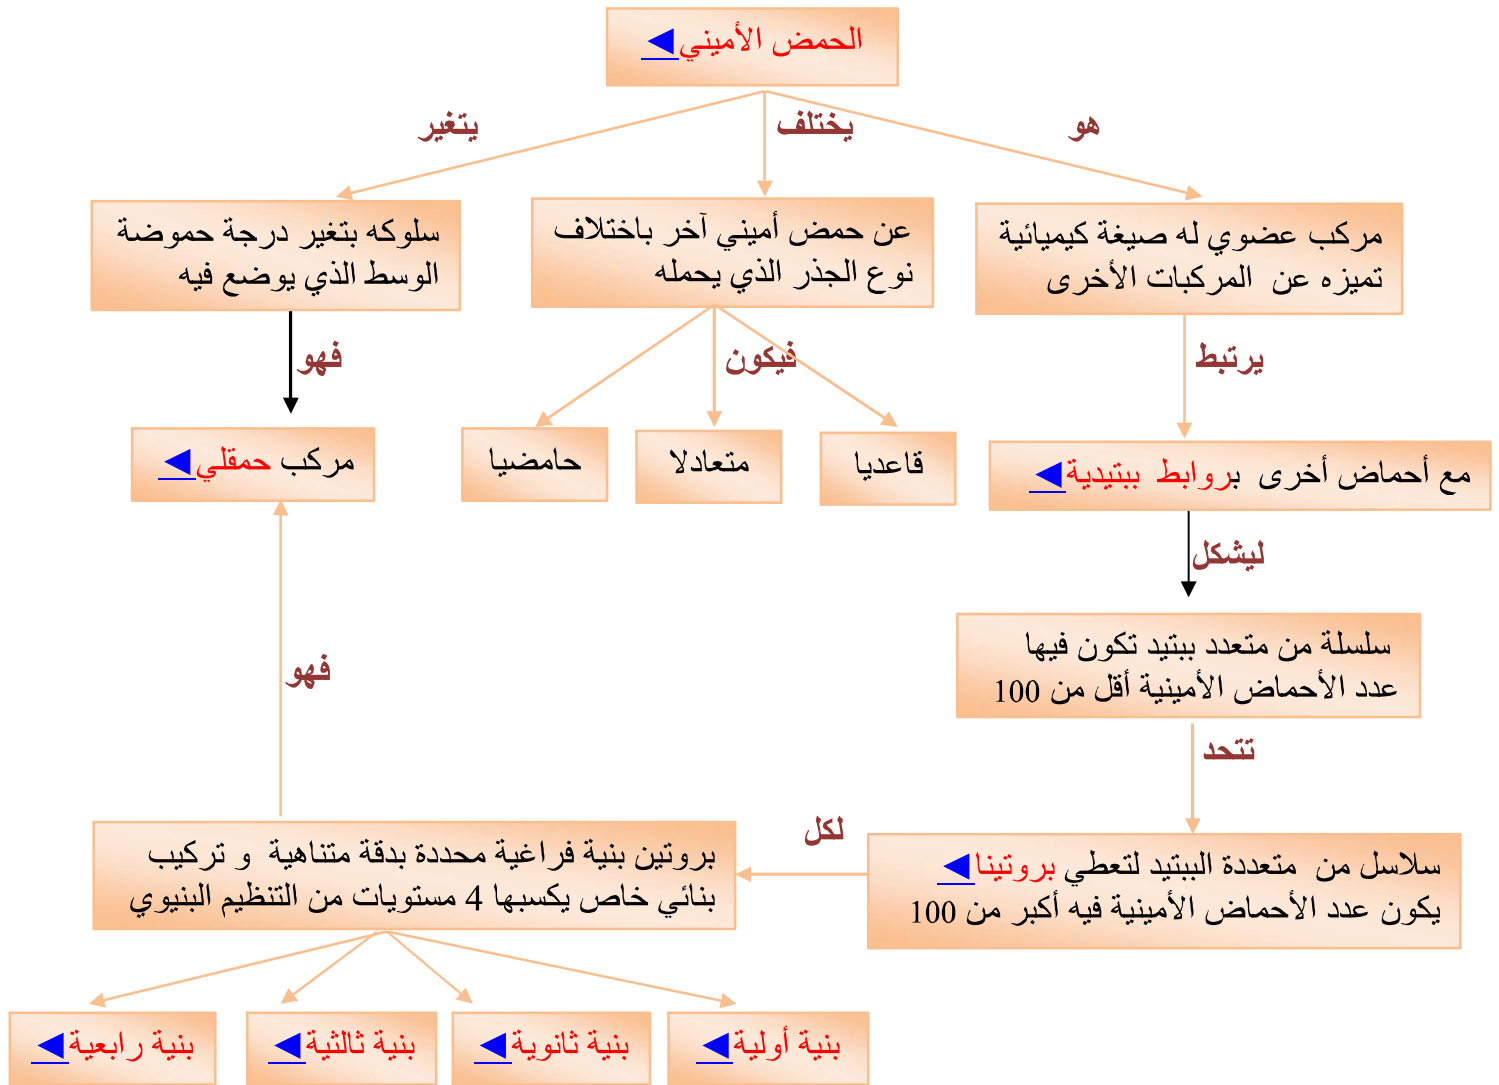 الحمض الأميني◄
هو
يختلف
يتغير
مركب عضوي له صيغة كيميائية
تميزه عن المركبات الأخرى
عن حمض أميني آخر باختلاف
نوع الجذر الذي يحمله
سلوكه بتغير درجة حموضة
الوسط الذي يوضع فيه
يرتبط
فيكون
فهو
مع أحماض أخرى بروابط ببتيدية◄
قاعديا
متعادلا
حامضيا
مركب حمقلي◄
ليشكل
سلسلة من متعدد ببتيد تكون فيها
عدد الأحماض الأمينية أقل من 100
فهو
تتحد
سلاسل من متعددة الببتيد لتعطي بروتينا◄
يكون عدد الأحماض الأمينية فيه أكبر من 100
لكل
بروتين بنية فراغية محددة بدقة متناهية و تركيب
بنائي خاص يكسبها 4 مستويات من التنظيم البنيوي
بنية أولية◄
بنية ثانوية◄
بنية ثالثية◄
بنية رابعية◄